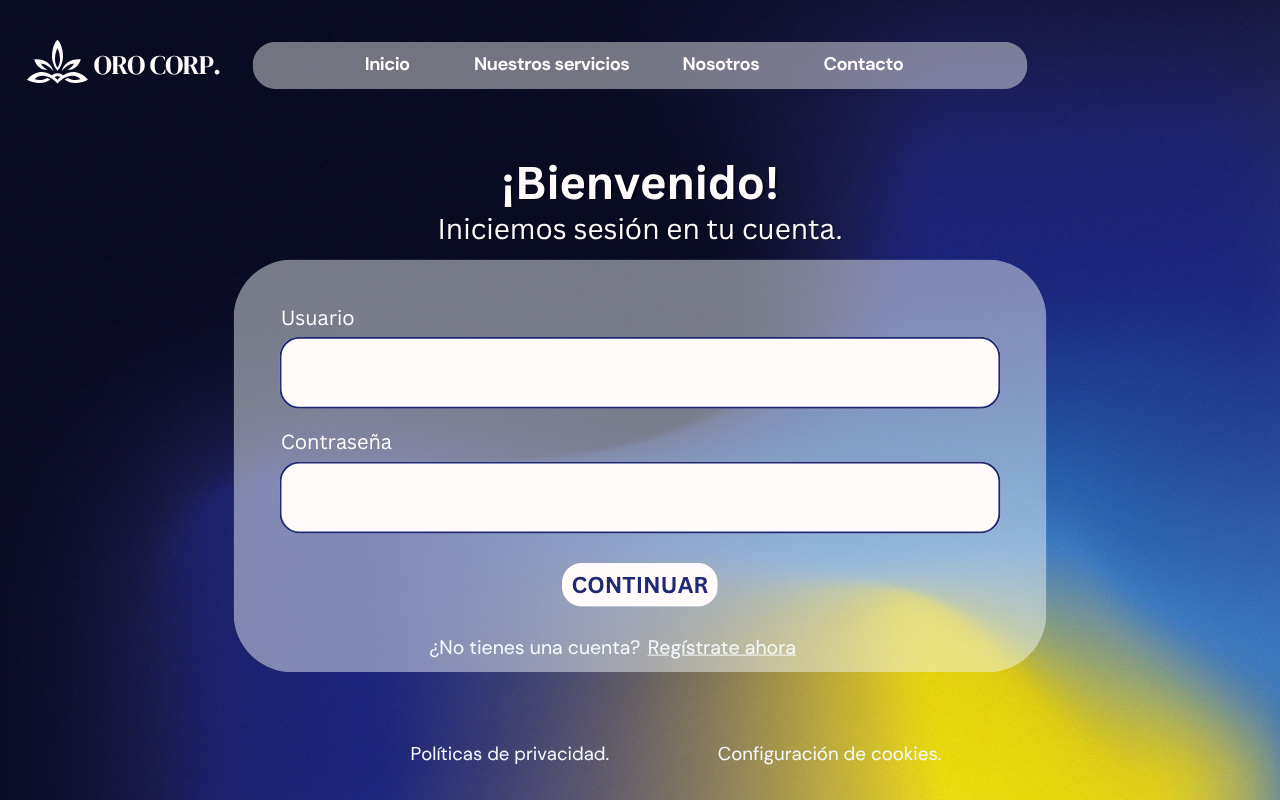 ORO CORP.
Inicio Nuestros servicios Nosotros Contacto
¡Bienvenido!
Iniciemos sesión en tu cuenta.
Usuario
Contraseña
CONTINUAR
¿No tienes una cuenta? Regístrate ahora
Políticas de privacidad. Configuración de cookies.